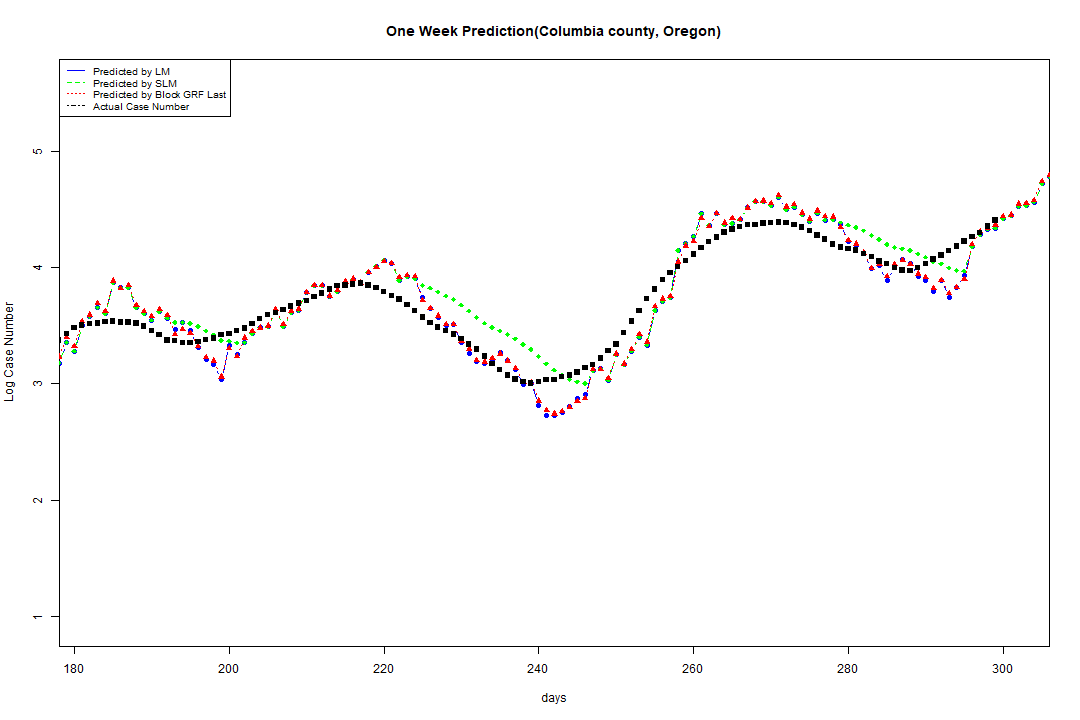 One Week Prediction(Columbia county, Oregon)
Predicted by LM
Predicted by SLM
Predicted by Block GRF Last
Actual Case Number
Log Case Number
5
4
3
2
1
180 200 220 240 260 280 300
days